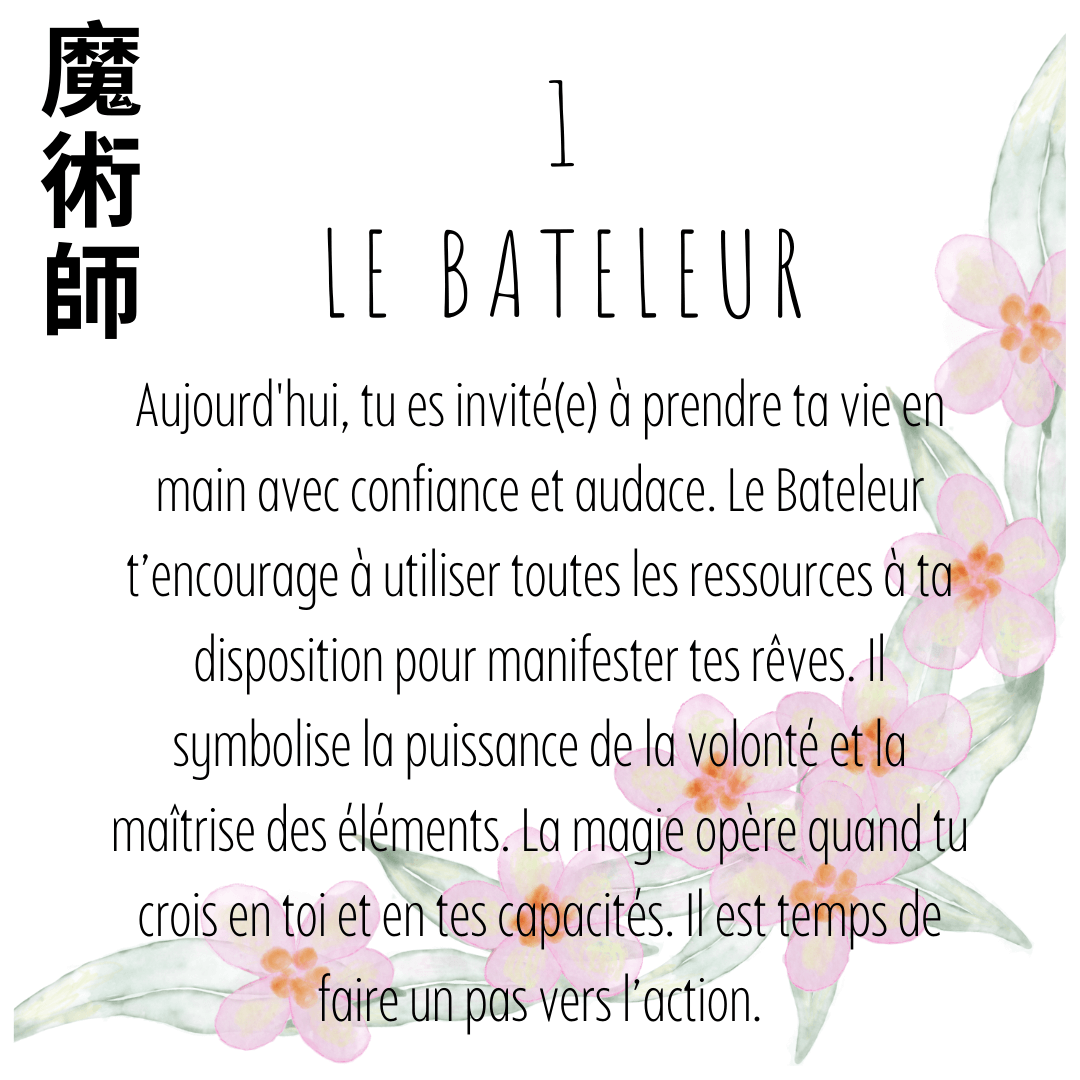 魔術師
1
LE BATELEUR
Aujourd'hui, tu es invité(e) à prendre ta vie en
main avec confiance et audace. Le Bateleur
t’encourage à utiliser toutes les ressources à ta
disposition pour manifester tes rêves. Il
symbolise la puissance de la volonté et la
maîtrise des éléments. La magie opère quand tu
crois en toi et en tes capacités. Il est temps de
faire un pas vers l’action.